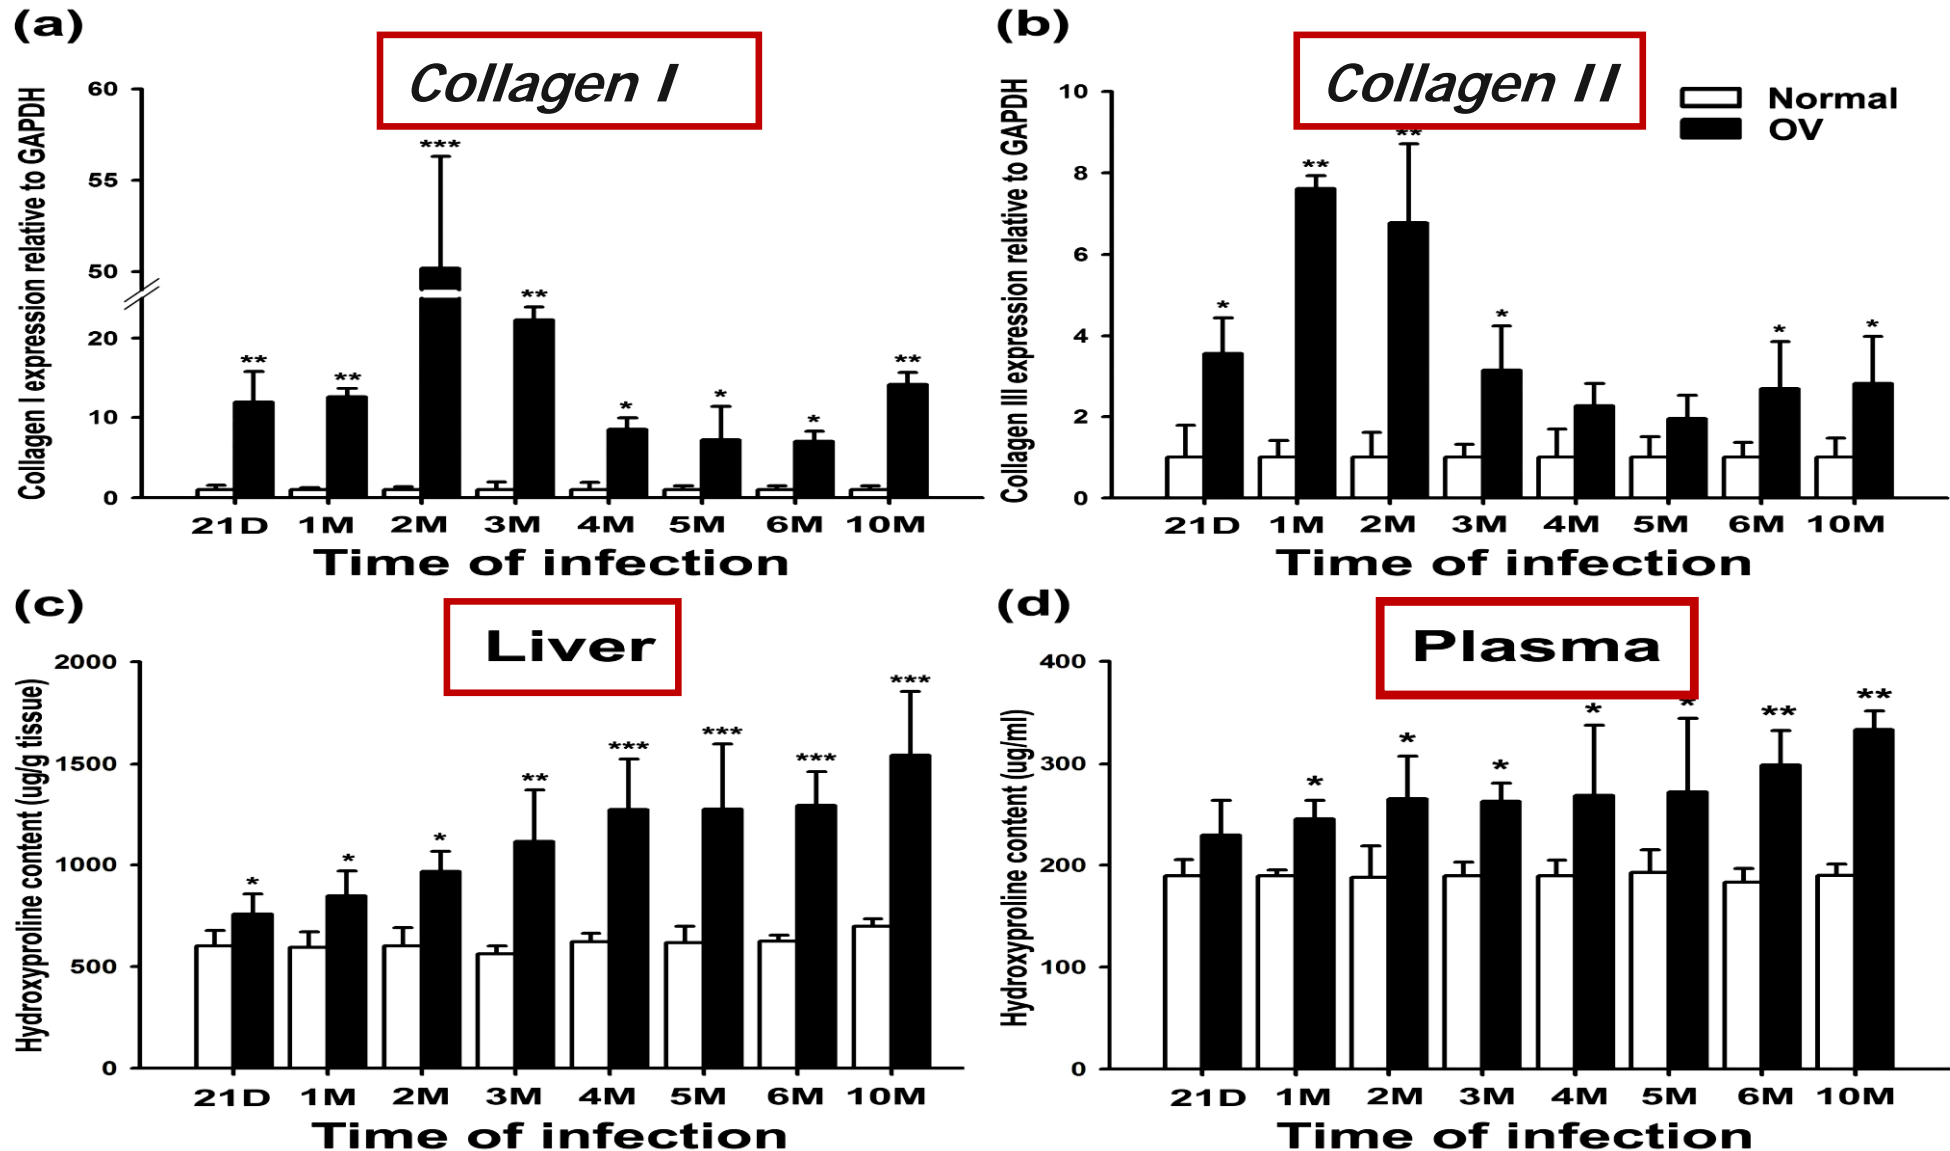 (a)
Collagen I
Collagen I expression relative to GAPDH
60
55
50
20
10
0
***
**
**
**
**
*
*
*
21D 1M 2M 3M 4M 5M 6M 10M
Time of infection
(b)
Collagen II
Normal
OV
Collagen III expression relative to GAPDH
10
8
6
4
2
0
**
**
*
*
*
*
21D 1M 2M 3M 4M 5M 6M 10M
Time of infection
(c)
Liver
Hydroxyproline content (ug/g tissue)
2000
1500
1000
500
0
***
***
***
***
**
*
*
*
21D 1M 2M 3M 4M 5M 6M 10M
Time of infection
(d)
Plasma
Hydroxyproline content (ug/ml)
400
300
200
100
0
**
**
*
*
*
*
*
21D 1M 2M 3M 4M 5M 6M 10M
Time of infection